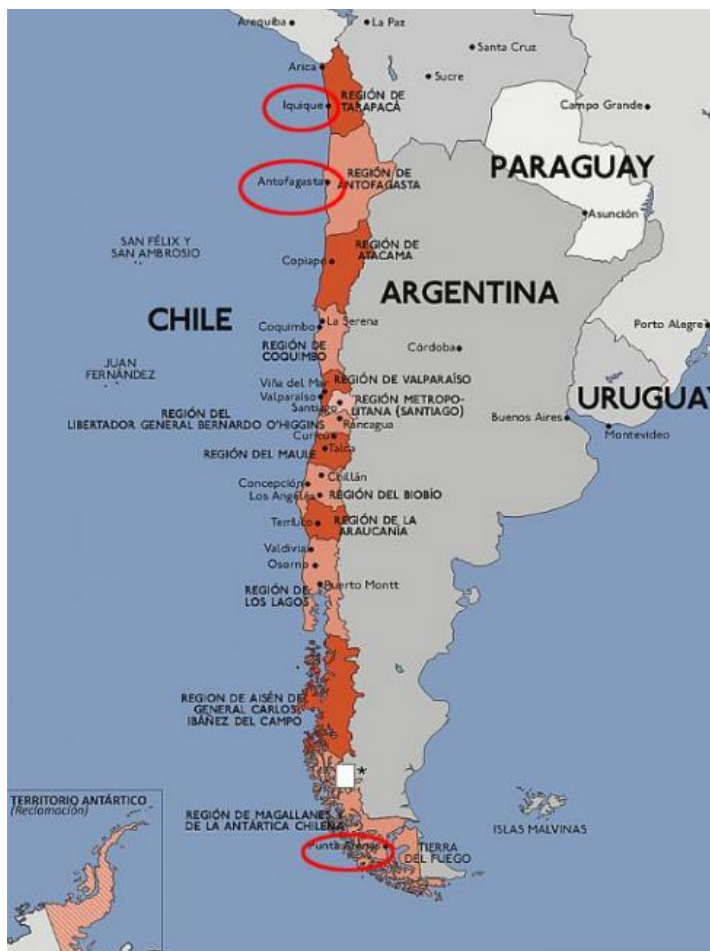 Arequiba
La Paz
Santa Cruz
Arica
Sucre
Iquique
REGIÓN DE
TARAPACÁ
Campo Grande
PARAGUAY
Antofagasta
REGIÓN DE
ANTOFAGASTA
Asunción
SAN FÉLIX Y
SAN AMBROSIO
REGIÓN DE
ATACAMA
Copiapó
ARGENTINA
CHILE
La Serena
Coquimbo
Porto Alegre
REGIÓN DE
COQUIMBO
Córdoba
JUAN
FERNÁNDEZ
REGIÓN DE VALPARAÍSO
Viña del Mar
URUGUAY
Valparaíso
Santiago
REGIÓN METROPO-
LITANA (SANTIAGO)
REGIÓN DEL
LIBERTADOR GENERAL BERNARDO O'HIGGINS
Rancagua
Buenos Aires
Montevideo
Curicó
Talca
REGIÓN DEL MAULE
Chillán
Concepción
Los Angeles
REGIÓN DEL BIOBÍO
Temuco
REGIÓN DE LA
ARAUCANÍA
Valdivia
Osorno
Puerto Montt
REGIÓN DE
LOS LAGOS
REGION DE AISÉN DEL
GENERAL CARLOS
IBÁÑEZ DEL CAMPO
*
TERRITORIO ANTÁRTICO
(Reclamación)
REGIÓN DE MAGALLANES Y
DE LA ANTÁRTICA CHILENA
ISLAS MALVINAS
Punta Arenas
TIERRA
DEL FUEGO